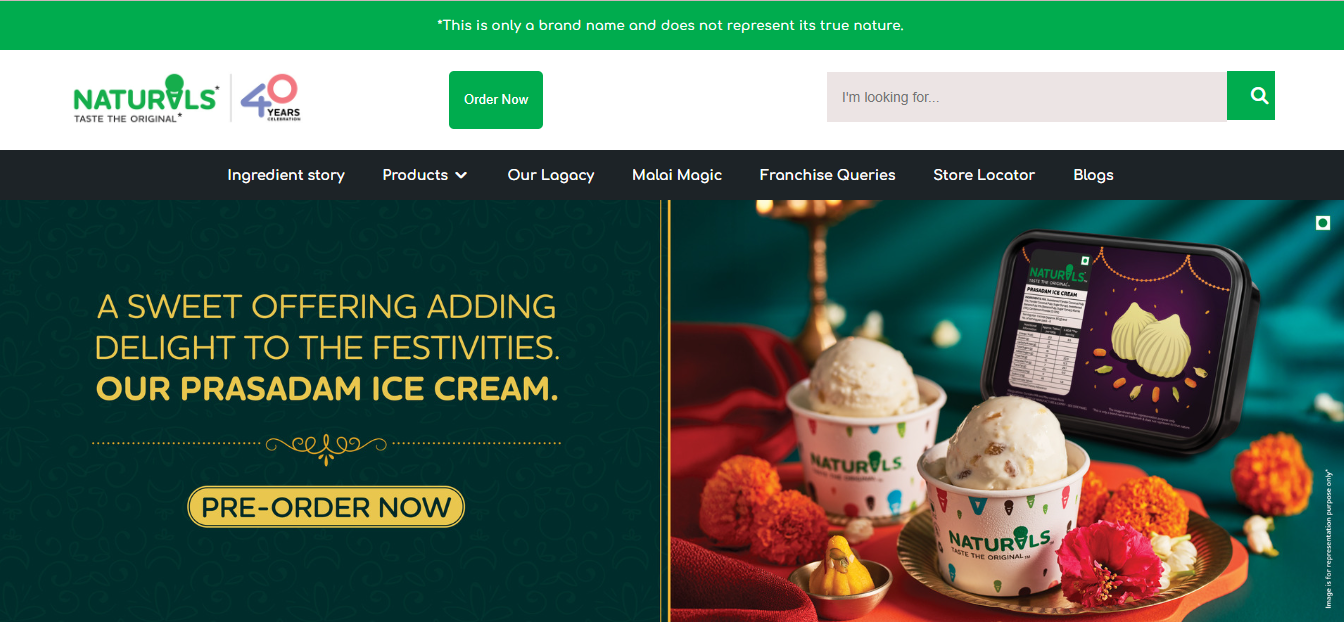 *This is only a brand name and does not represent its true nature.
NATURALS*
TASTE THE ORIGINAL*
40
YEARS
CELEBRATION
Order Now
I'm looking for...
Ingredient story
Products
Our Lagacy
Malai Magic
Franchise Queries
Store Locator
Blogs
A SWEET OFFERING ADDING
DELIGHT TO THE FESTIVITIES.
OUR PRASADAM ICE CREAM.
PRE-ORDER NOW
NATURALS
TASTE THE ORIGINAL
PRASADAM ICE CREAM
NATURALS
TASTE THE ORIGINAL
NATURALS
TASTE THE ORIGINAL TM
Image is for representation purpose only*